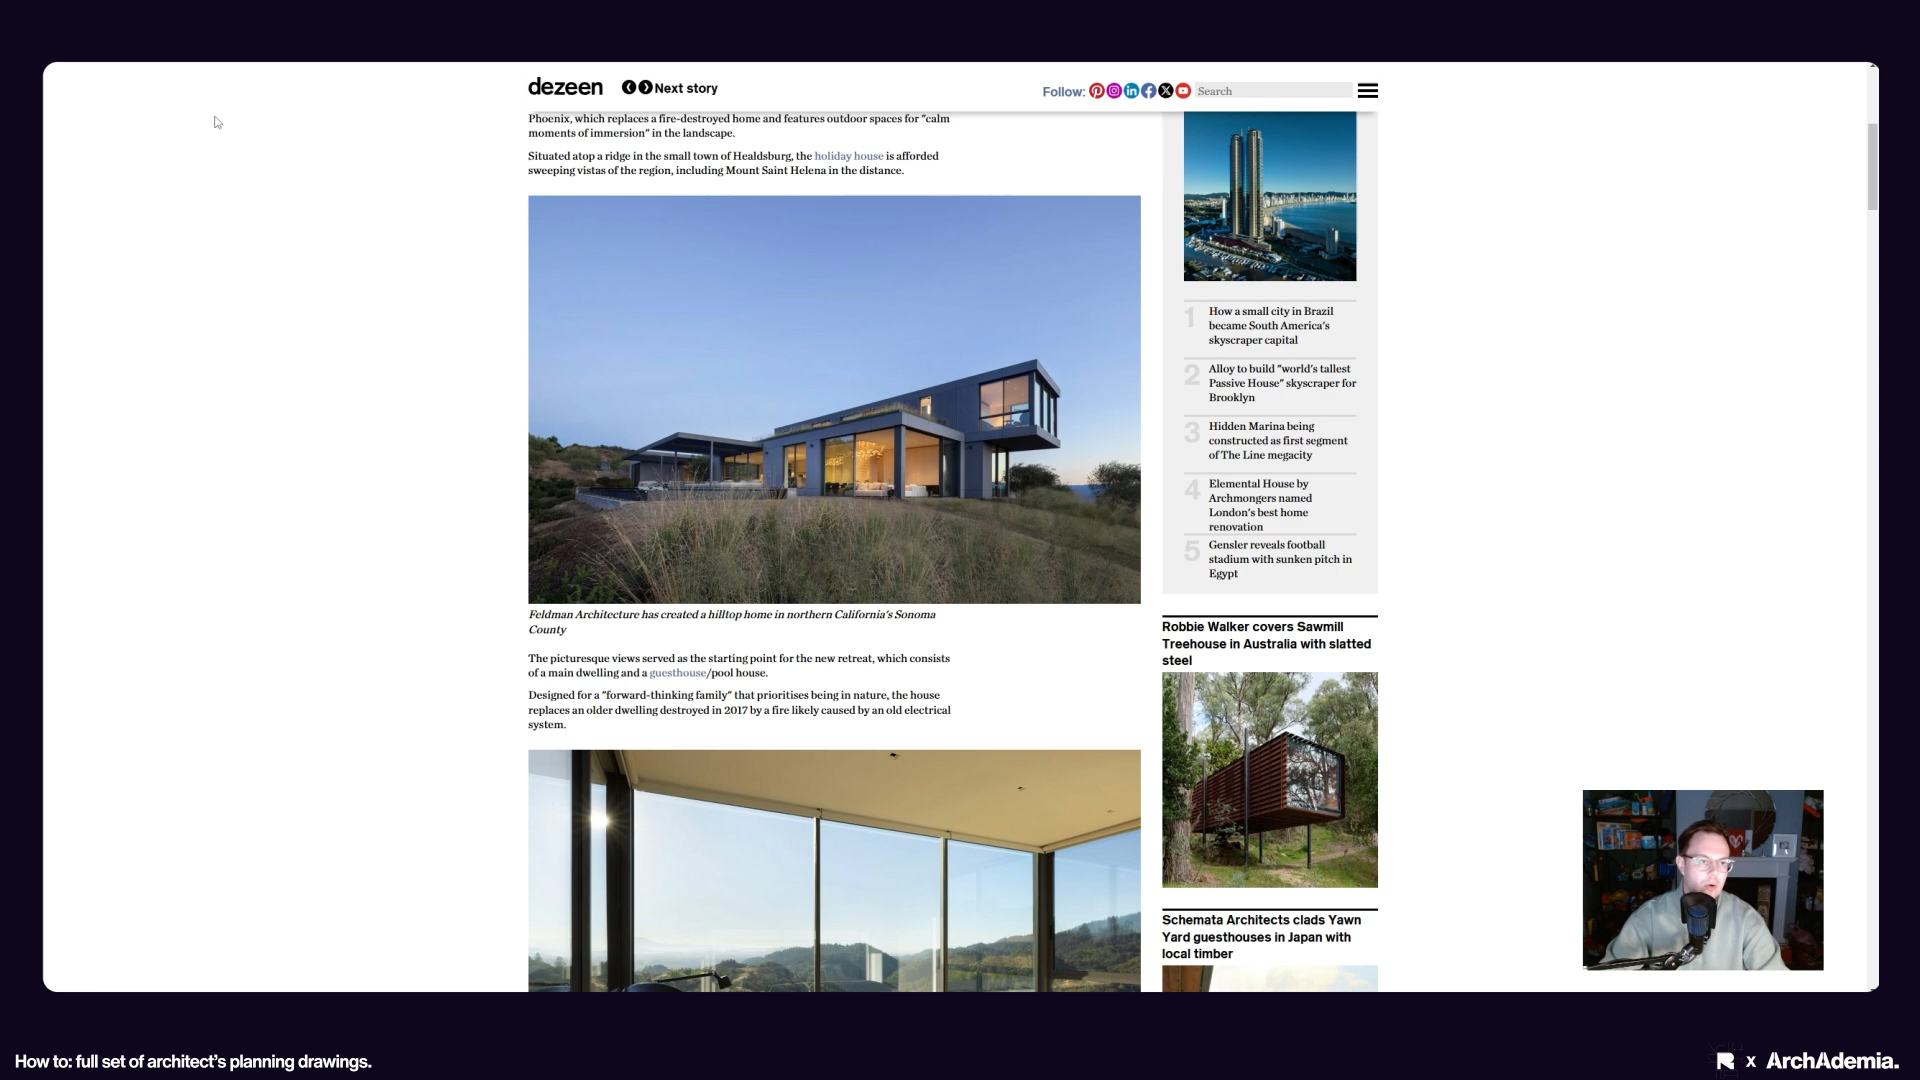 dezeen
Next story
Follow:
Search
Phoenix, which replaces a fire-destroyed home and features outdoor spaces for "calm
moments of immersion" in the landscape.
Situated atop a ridge in the small town of Healdsburg, the holiday house is afforded
sweeping vistas of the region, including Mount Saint Helena in the distance.
Feldman Architecture has created a hilltop home in northern California's Sonoma
County
The picturesque views served as the starting point for the new retreat, which consists
of a main dwelling and a guesthouse/pool house.
Designed for a "forward-thinking family" that prioritises being in nature, the house
replaces an older dwelling destroyed in 2017 by a fire likely caused by an old electrical
system.
1
How a small city in Brazil
became South America's
skyscraper capital
2
Alloy to build "world's tallest
Passive House" skyscraper for
Brooklyn
3
Hidden Marina being
constructed as first segment
of The Line megacity
4
Elemental House by
Archmongers named
London's best home
renovation
5
Gensler reveals football
stadium with sunken pitch in
Egypt
Robbie Walker covers Sawmill
Treehouse in Australia with slatted
steel
Schemata Architects clads Yawn
Yard guesthouses in Japan with
local timber
How to: full set of architect's planning drawings.
R x ArchAdemia.